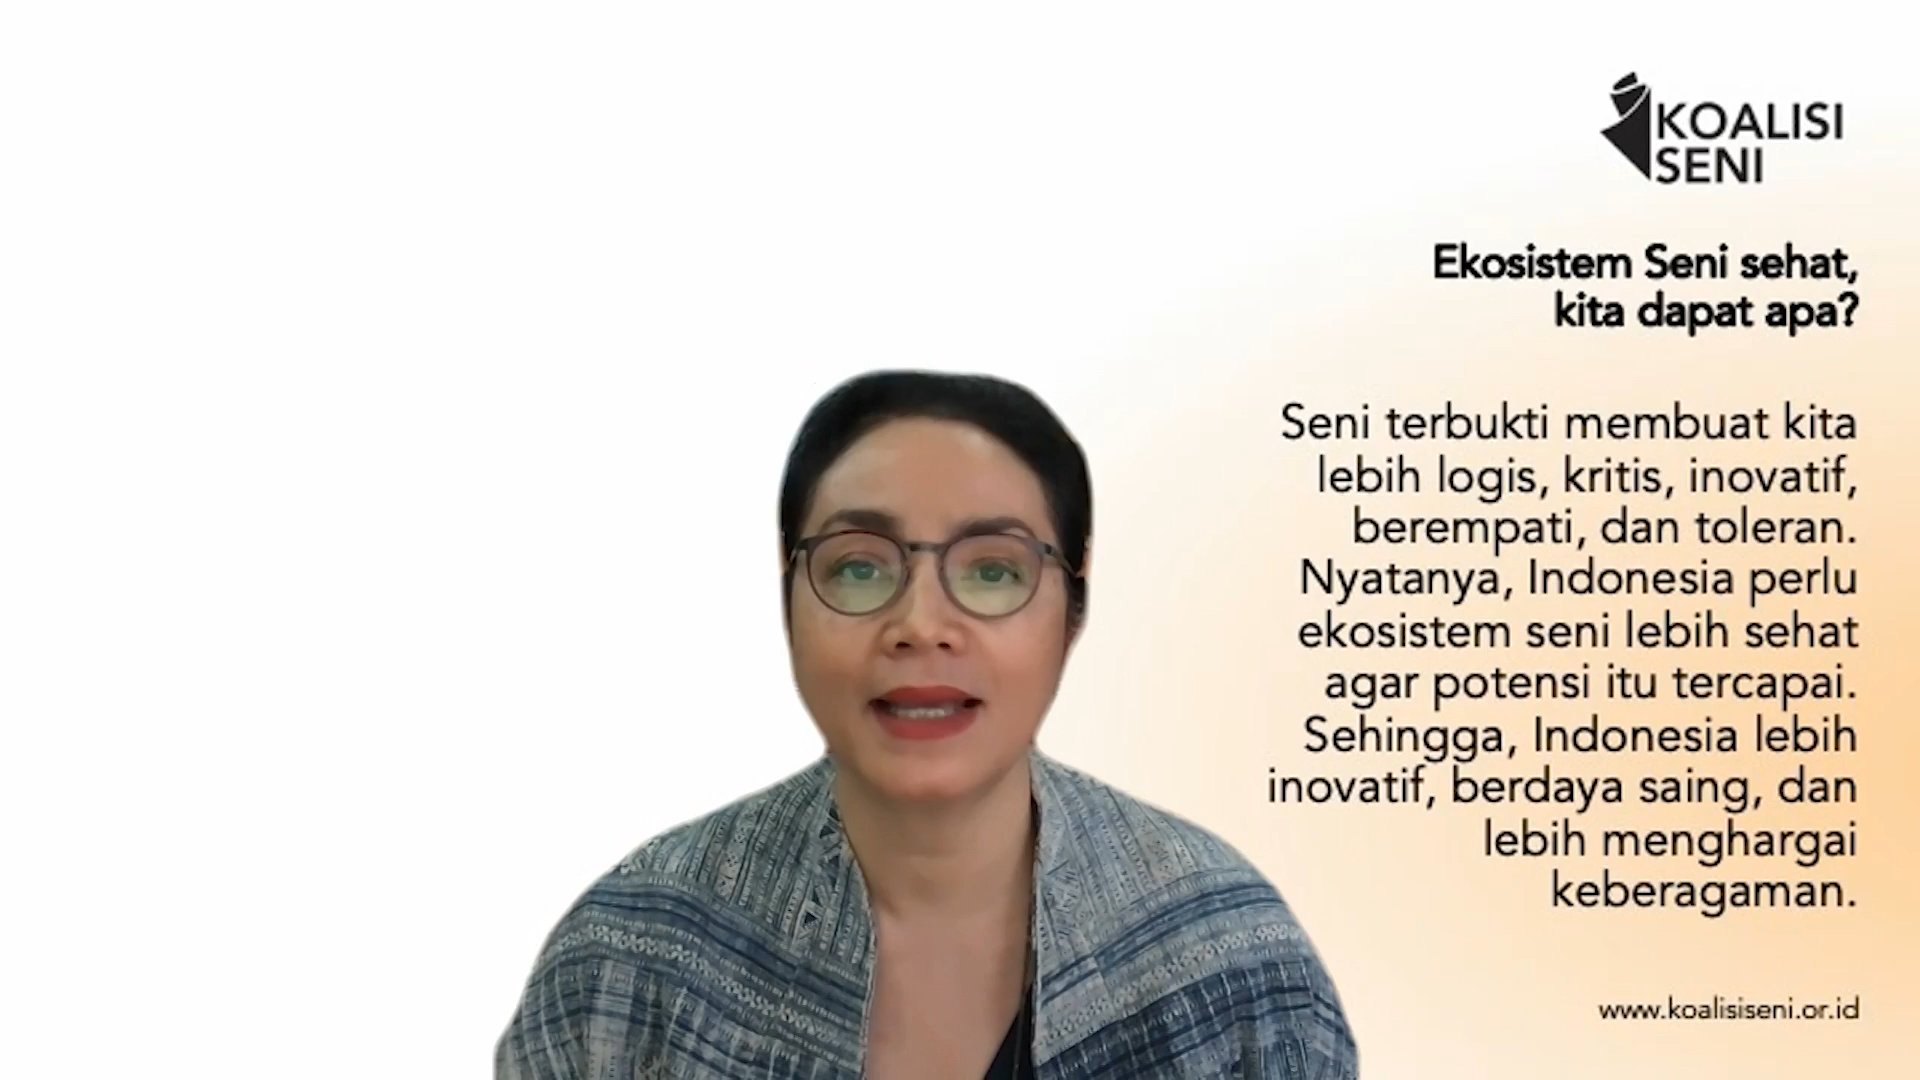 KOALISI
SENI
Ekosistem Seni sehat,
kita dapat apa?
Seni terbukti membuat kita
lebih logis, kritis, inovatif,
berempati, dan toleran.
Nyatanya, Indonesia perlu
ekosistem seni lebih sehat
agar potensi itu tercapai.
Sehingga, Indonesia lebih
inovatif, berdaya saing, dan
lebih menghargai
keberagaman.
www.koalisiseni.or.id